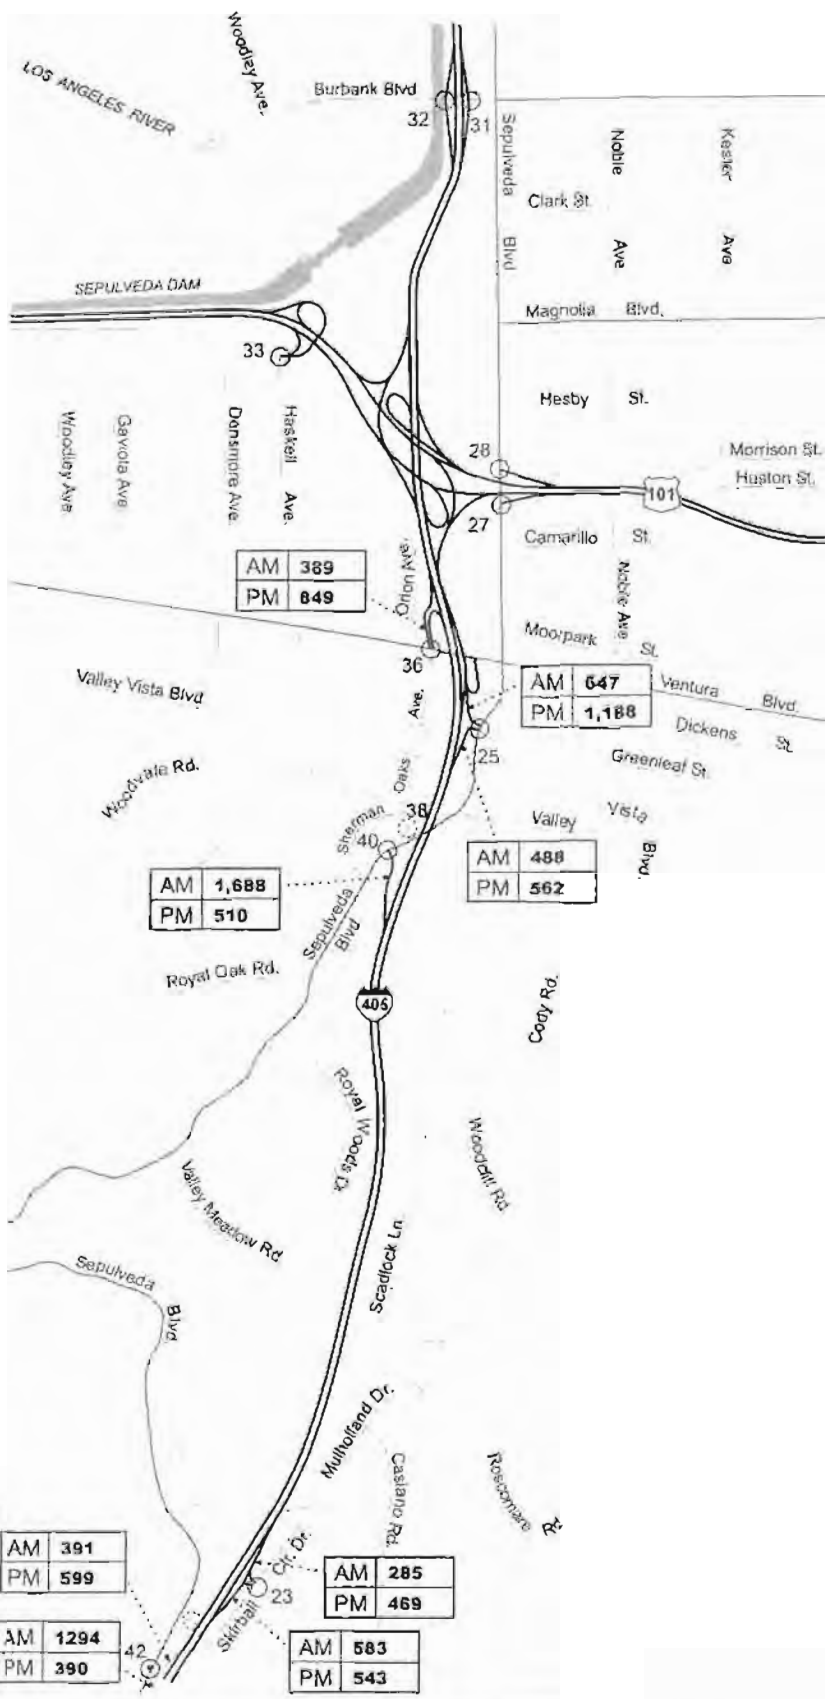 Woodley Ave.
LOS ANGELES RIVER
Burbank Blvd
32
31
Sepulveda Blvd
Noble Ave
Kester Ave
Clark St.
SEPULVEDA DAM
Magnolia Blvd.
33
Hesby St.
Woodley Ave
Gaviota Ave
Densmore Ave.
Haskell Ave.
28
Morrison St.
Huston St.
101
27
Camarillo St.
AM 389
PM 849
Orion Ave.
Noble Ave
Moorpark St.
36
Valley Vista Blvd
AM 647
PM 1,188
Ventura Blvd.
Dickens St.
25
Greenleaf St.
Woodvale Rd.
Sherman Oaks Ave.
38
40
Valley Vista Blvd.
AM 488
PM 562
AM 1,688
PM 510
Sepulveda Blvd
Royal Oak Rd.
405
Cody Rd.
Royal Woods Dr.
Woodcliff Rd
Valley Meadow Rd
Scadlock Ln.
Sepulveda Blvd
Mulholland Dr.
Casiano Rd.
Roscomare Rd.
AM 391
PM 599
Skirball Ctr. Dr.
23
AM 285
PM 469
AM 1294
PM 390
42
AM 583
PM 543